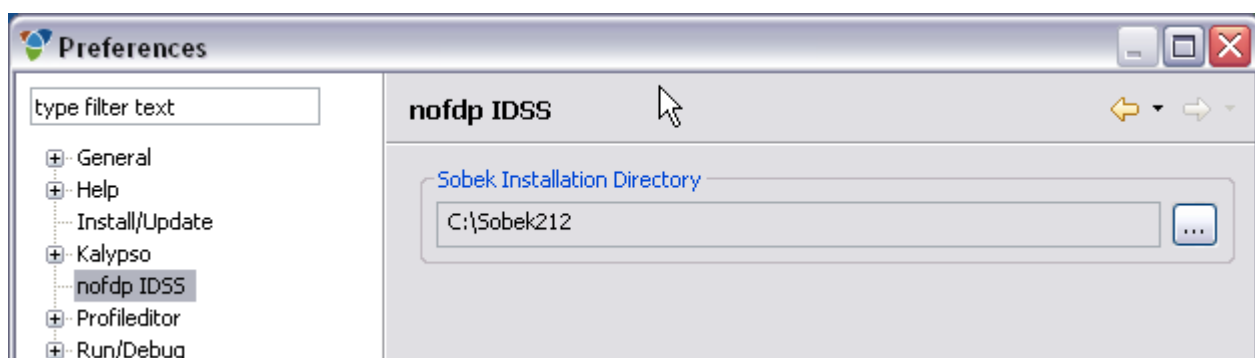 Preferences
type filter text
General
Help
Install/Update
Kalypso
nofdp IDSS
Profileditor
Run/Debug
nofdp IDSS
Sobek Installation Directory
C:\Sobek212
...